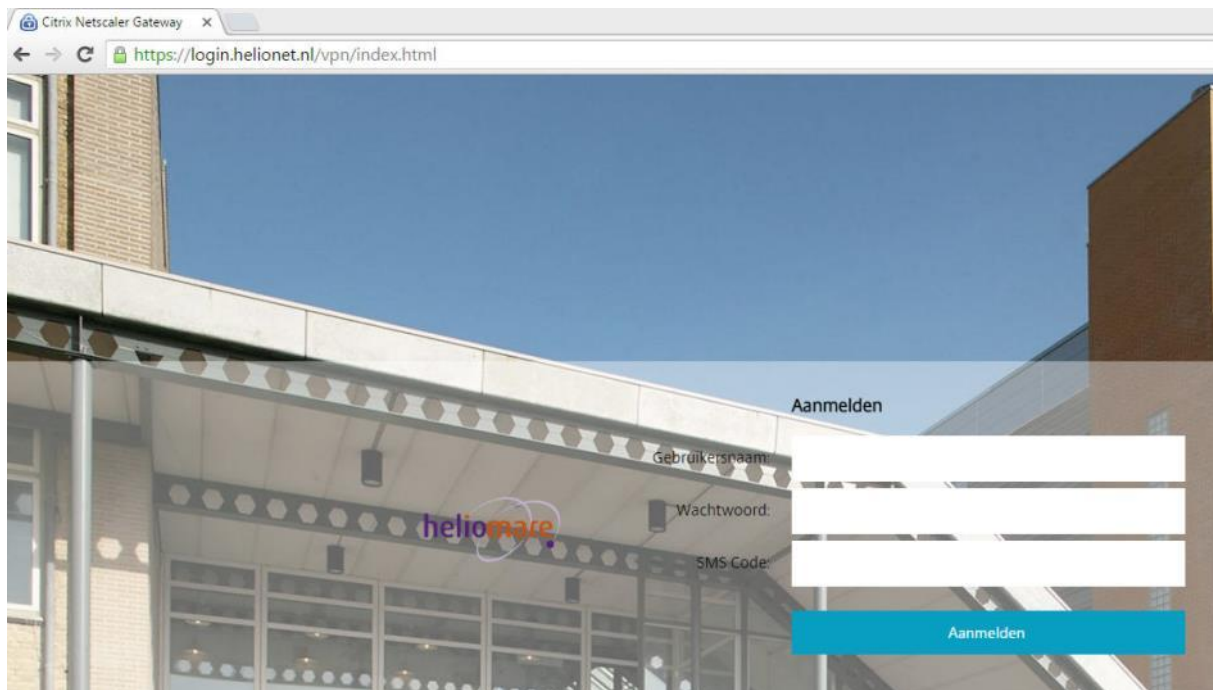 Citrix Netscaler Gateway
https://login.helionet.nl/vpn/index.html
Aanmelden
Gebruikersnaam:
Wachtwoord:
heliomare
SMS Code:
Aanmelden